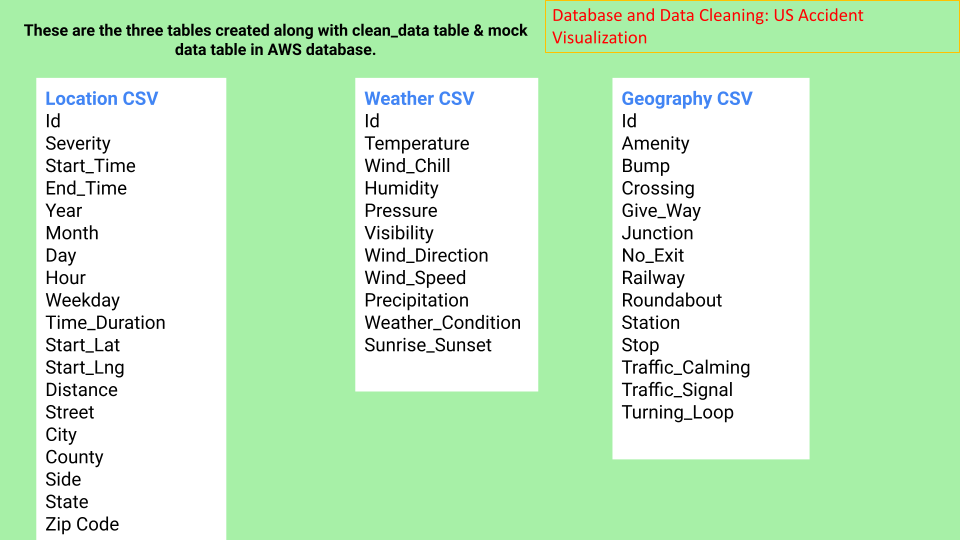 These are the three tables created along with clean_data table & mock
data table in AWS database.
Database and Data Cleaning: US Accident
Visualization
Location CSV
Id
Severity
Start_Time
End_Time
Year
Month
Day
Hour
Weekday
Time_Duration
Start_Lat
Start_Lng
Distance
Street
City
County
Side
State
Zip Code
Weather CSV
Id
Temperature
Wind_Chill
Humidity
Pressure
Visibility
Wind_Direction
Wind_Speed
Precipitation
Weather_Condition
Sunrise_Sunset
Geography CSV
Id
Amenity
Bump
Crossing
Give_Way
Junction
No_Exit
Railway
Roundabout
Station
Stop
Traffic_Calming
Traffic_Signal
Turning_Loop